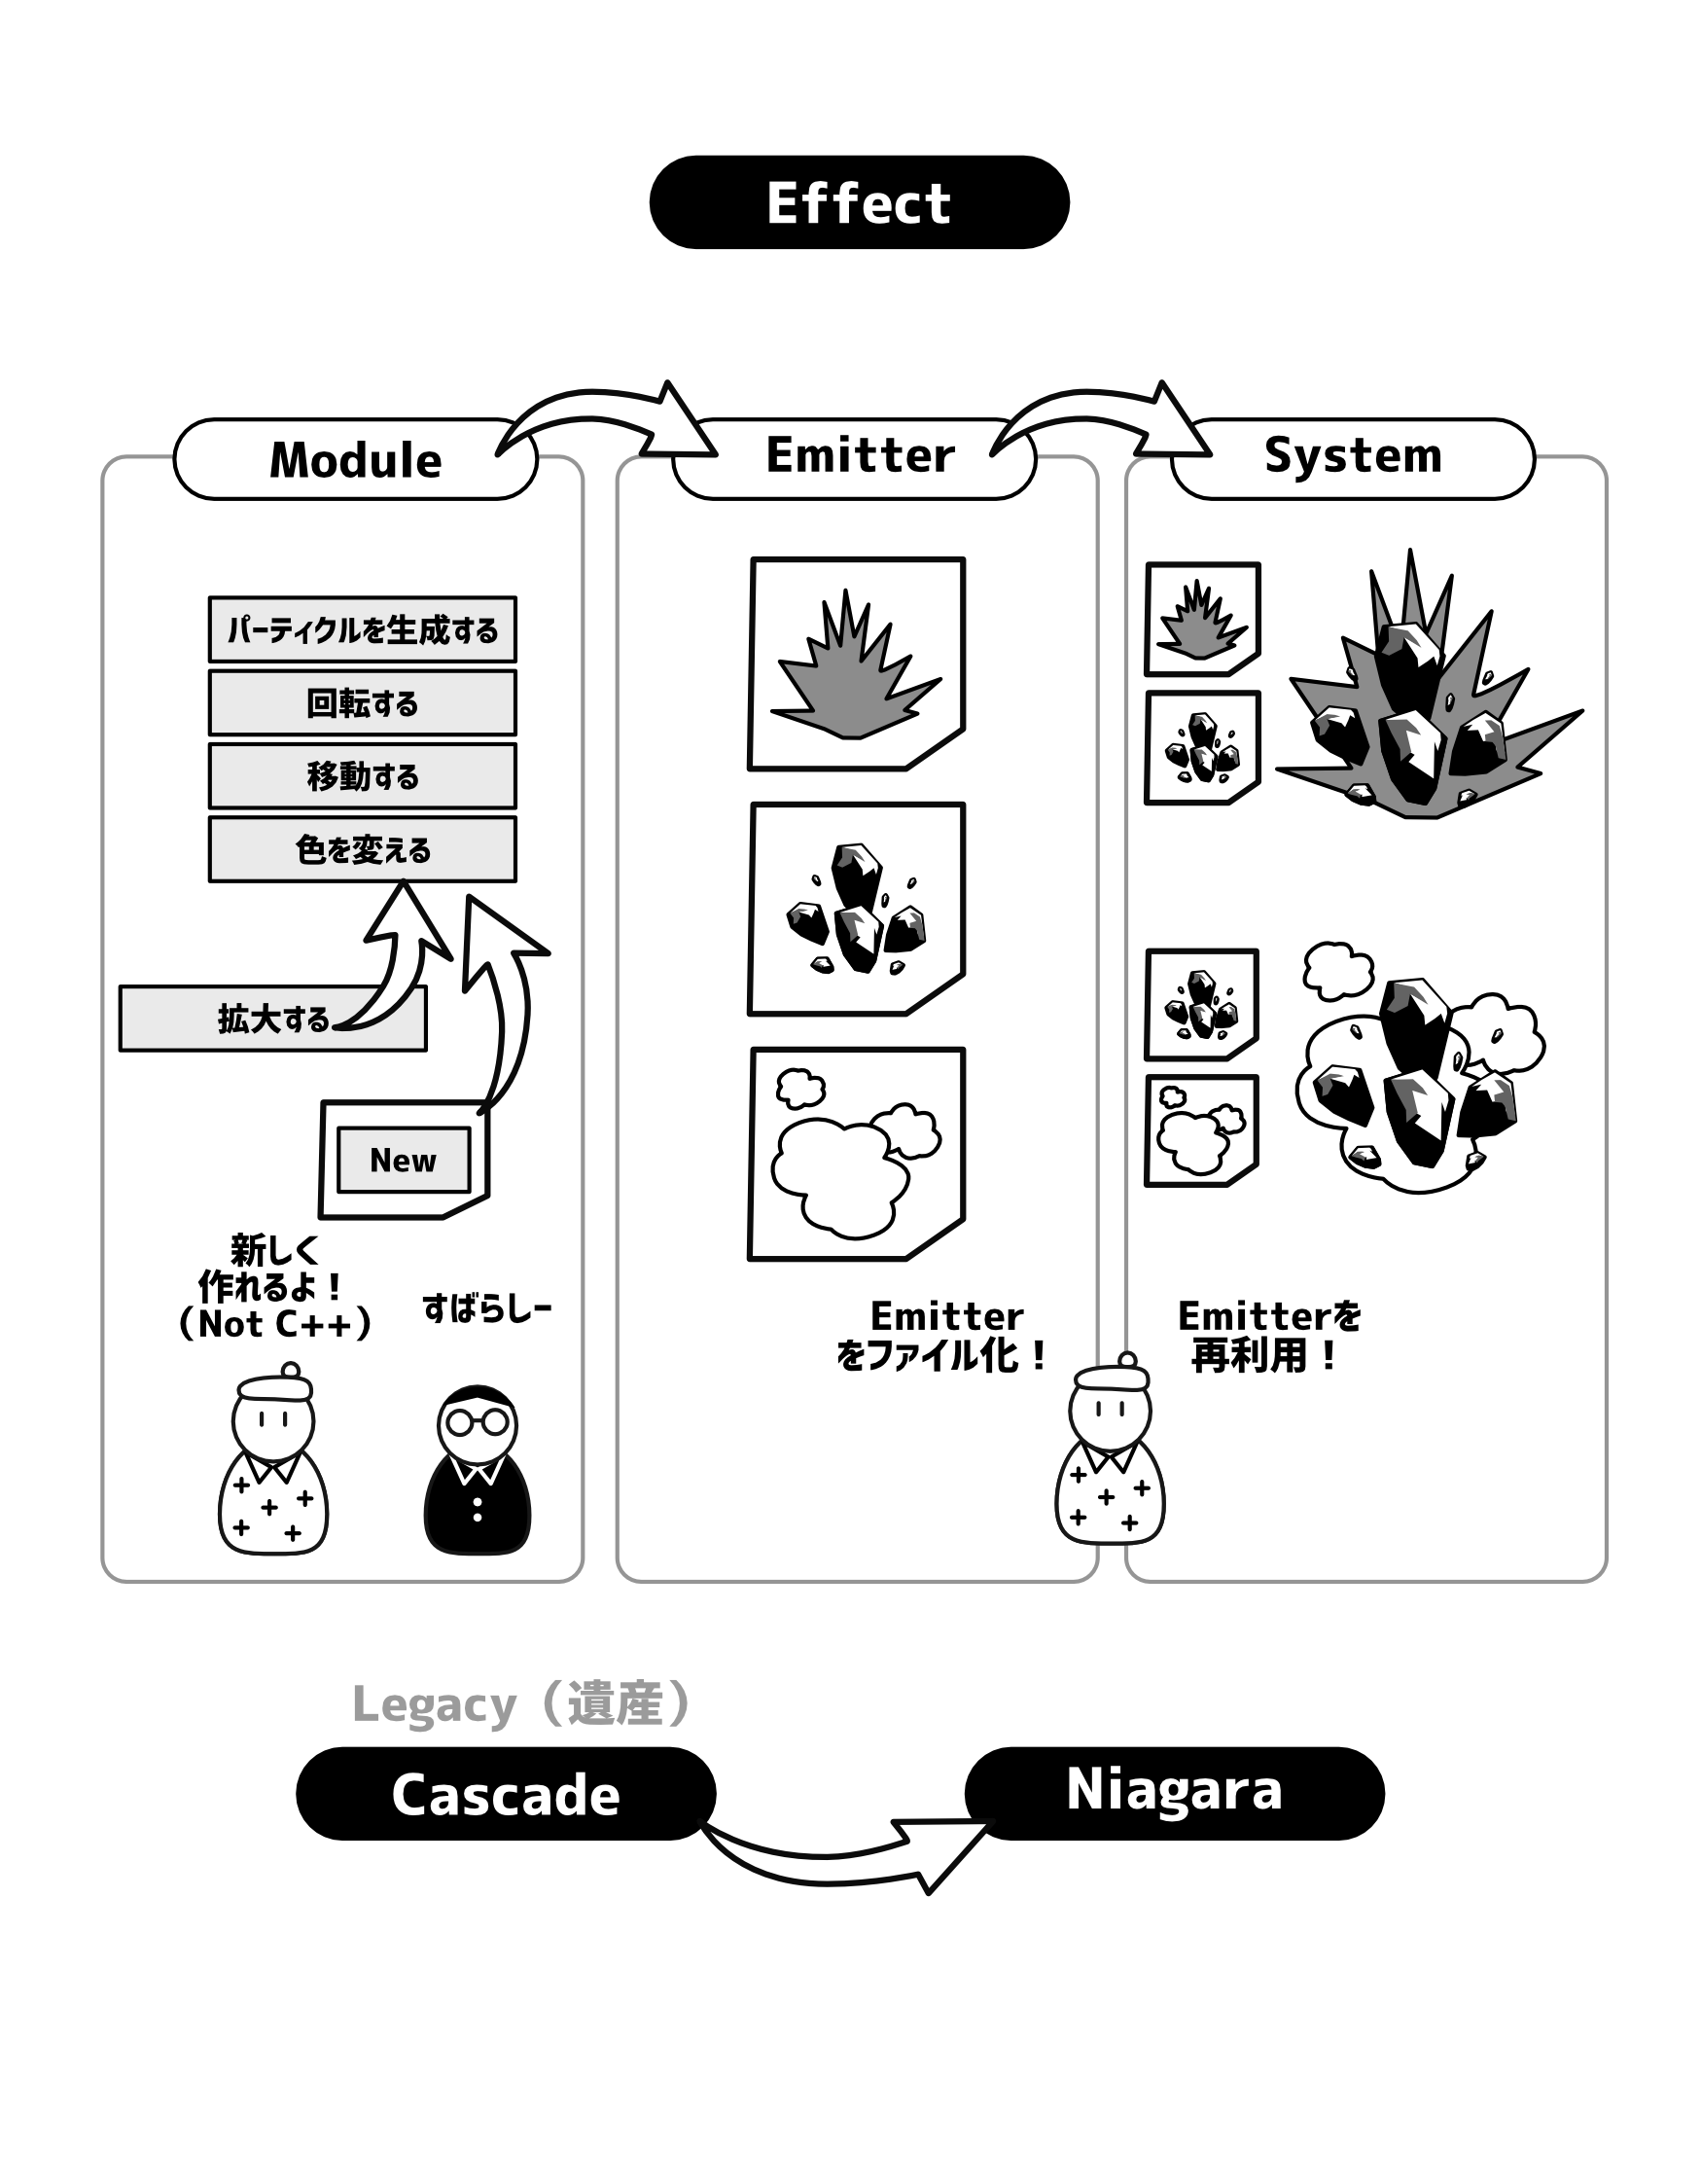 Effect
Module
Emitter
System
パーティクルを生成する
回転する
移動する
色を変える
拡大する
New
新しく
作れるよ！
（Not C++）
すばらしー
Emitter
をファイル化！
Emitterを
再利用！
Legacy（遺産）
Cascade
Niagara